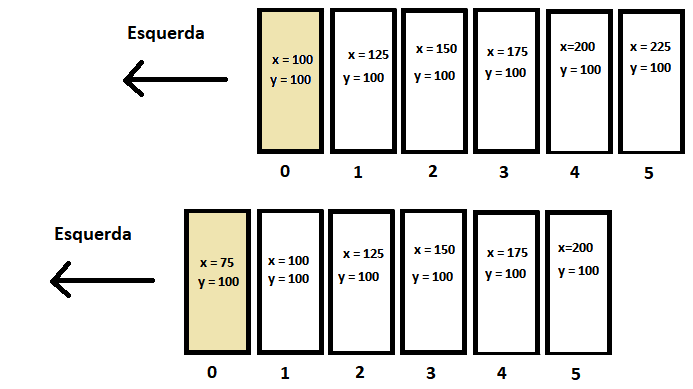 Esquerda
x = 100 x = 125 x = 150 x = 175 x=200 x = 225
y = 100 y = 100 y = 100 y = 100 y = 100 y = 100
0 1 2 3 4 5
Esquerda
x = 75 x = 100 x = 125 x = 150 x = 175 x=200
y = 100 y = 100 y = 100 y = 100 y = 100 y = 100
0 1 2 3 4 5